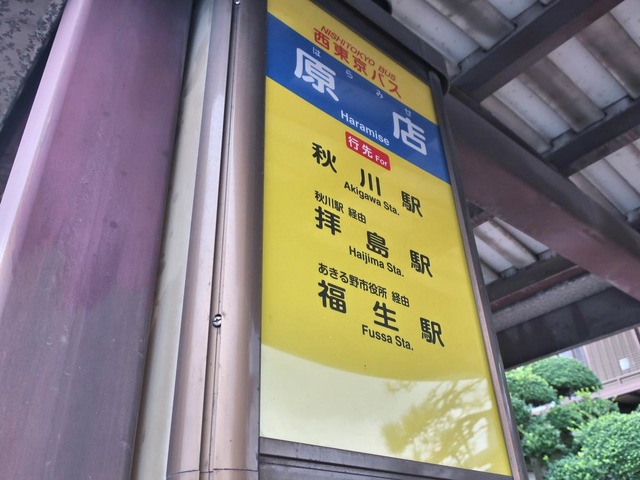 NISHITOKYO BUS
西東京バス
はらみせ
原店
Haramise
行先 For
秋川駅
Akigawa Sta.
秋川駅 経由
拝島駅
Haijima Sta.
あきる野市役所 経由
福生駅
Fussa Sta.